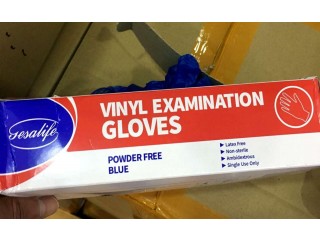 Gesalife
VINYL EXAMINATION
GLOVES
POWDER FREE
BLUE
Latex Free
Non-sterile
Ambidextrous
Single Use Only